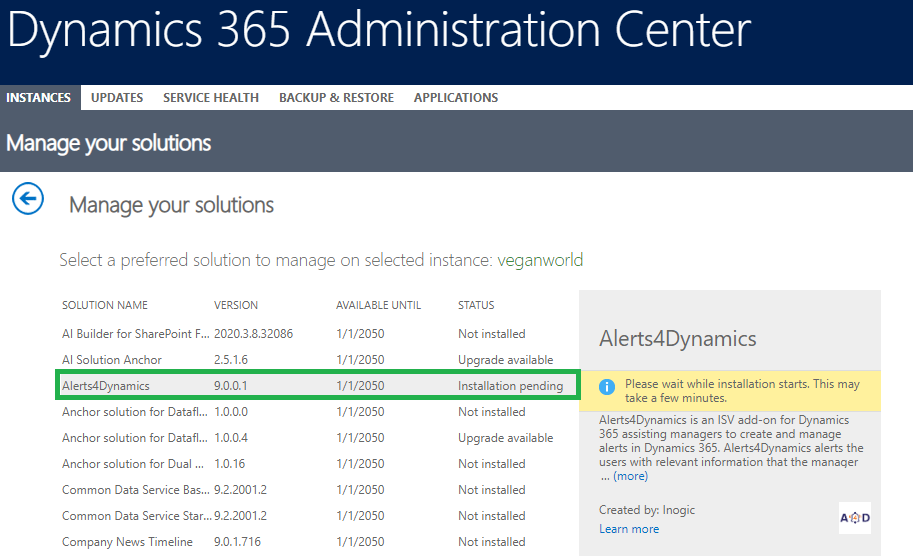 Dynamics 365 Administration Center
INSTANCES UPDATES SERVICE HEALTH BACKUP & RESTORE APPLICATIONS
Manage your solutions
Manage your solutions
Select a preferred solution to manage on selected instance: veganworld
SOLUTION NAME VERSION AVAILABLE UNTIL STATUS
AI Builder for SharePoint F... 2020.3.8.32086 1/1/2050 Not installed
AI Solution Anchor 2.5.1.6 1/1/2050 Upgrade available
Alerts4Dynamics 9.0.0.1 1/1/2050 Installation pending
Anchor solution for Datafl... 1.0.0.0 1/1/2050 Not installed
Anchor solution for Datafl... 1.0.0.4 1/1/2050 Upgrade available
Anchor solution for Dual ... 1.0.16 1/1/2050 Not installed
Common Data Service Bas... 9.2.2001.2 1/1/2050 Not installed
Common Data Service Star... 9.2.2001.2 1/1/2050 Not installed
Company News Timeline 9.0.1.716 1/1/2050 Not installed
Alerts4Dynamics
Please wait while installation starts. This may
take a few minutes.
Alerts4Dynamics is an ISV add-on for Dynamics
365 assisting managers to create and manage
alerts in Dynamics 365. Alerts4Dynamics alerts the
users with relevant information that the manager
... (more)
Created by: Inogic
Learn more
A4D